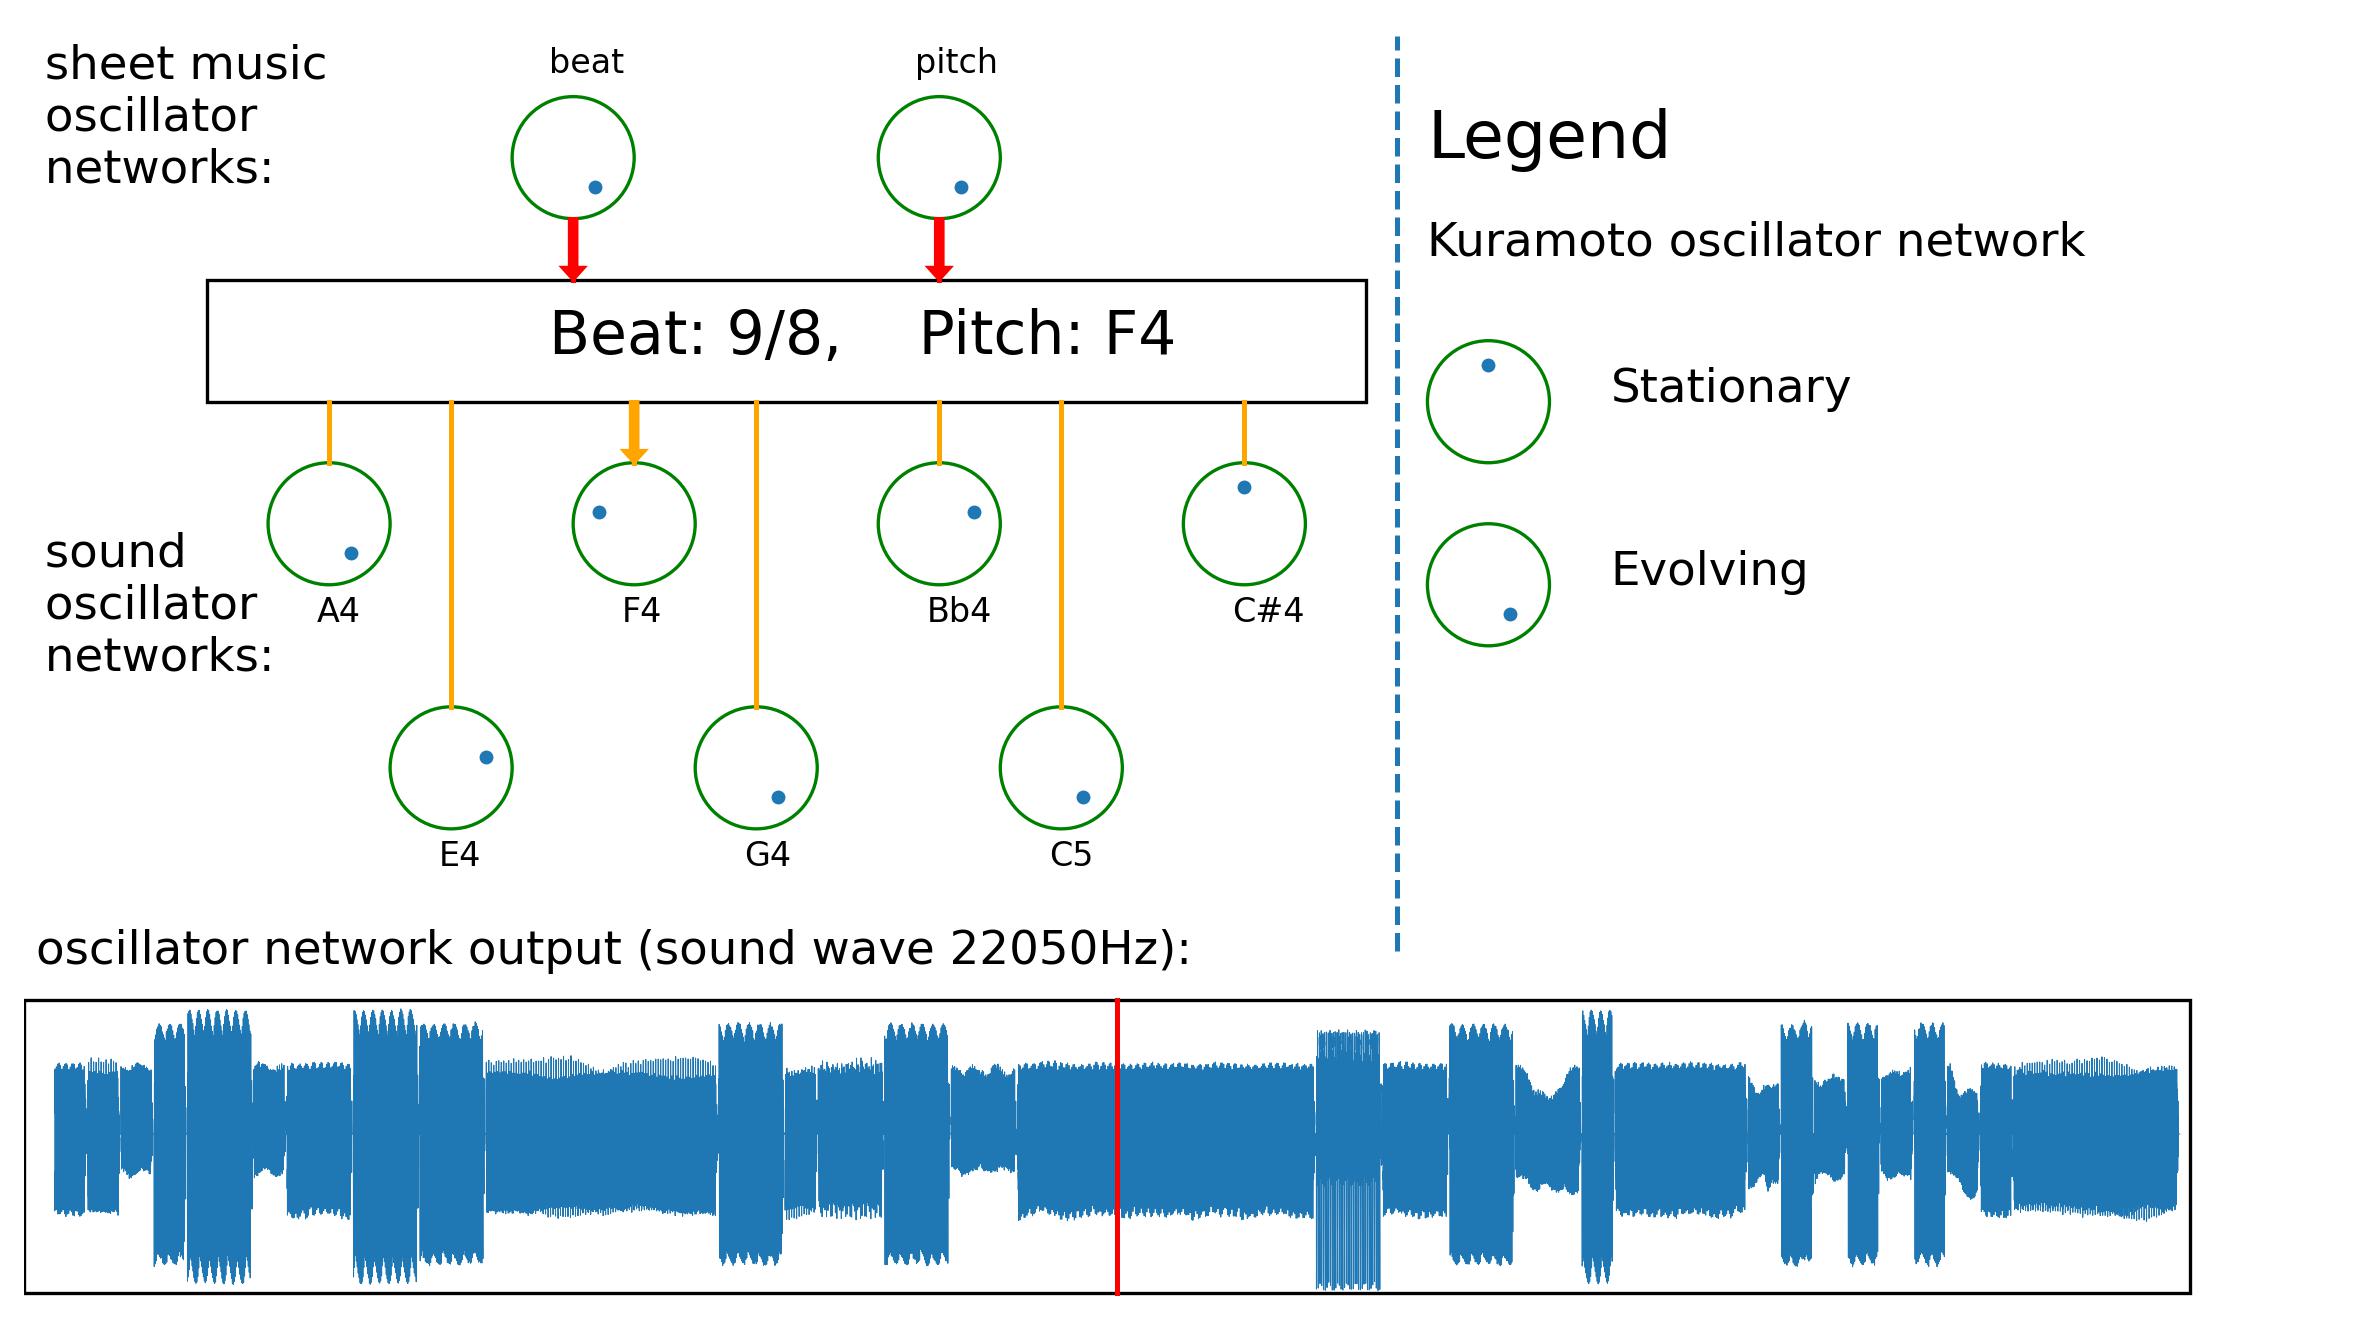 sheet music
oscillator
networks:
beat
pitch
Beat: 9/8, Pitch: F4
sound
oscillator
networks:
A4
F4
Bb4
C#4
E4
G4
C5
Legend
Kuramoto oscillator network
Stationary
Evolving
oscillator network output (sound wave 22050Hz):